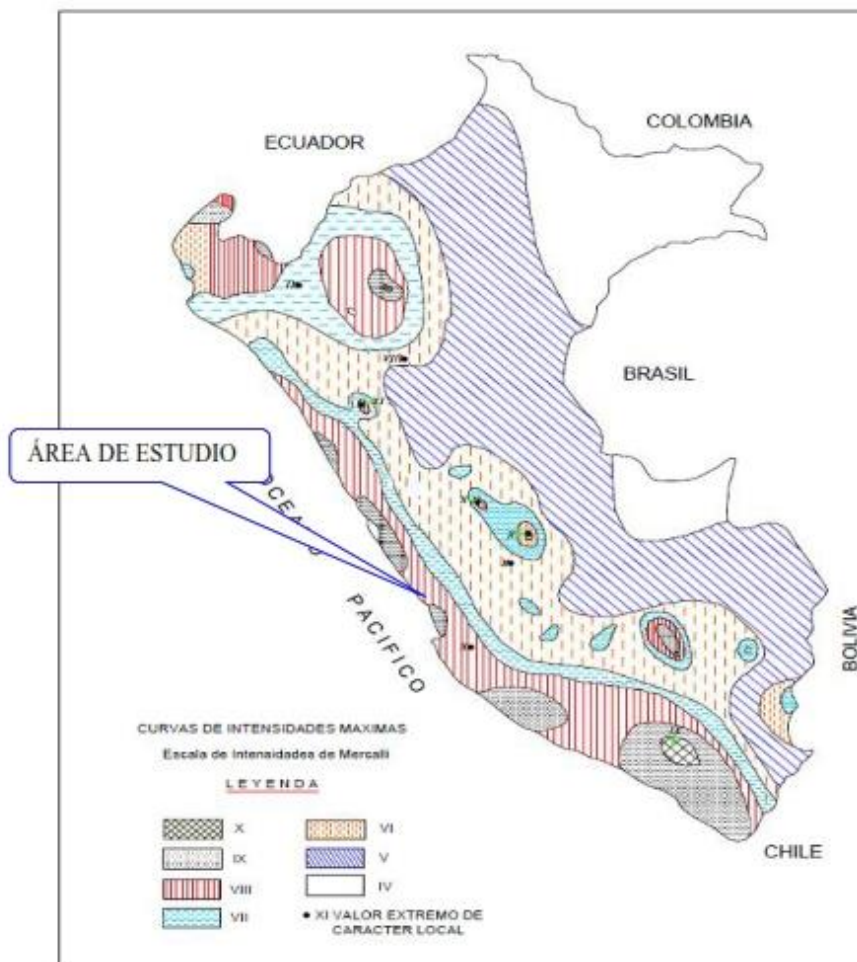 ECUADOR
COLOMBIA
BRASIL
ÁREA DE ESTUDIO
OCEANO
PACIFICO
BOLIVIA
CURVAS DE INTENSIDADES MAXIMAS
Escala de Intensidades de Mercalli
LEYENDA
X
VI
IX
V
VIII
IV
VII
• XI VALOR EXTREMO DE
CARACTER LOCAL
CHILE